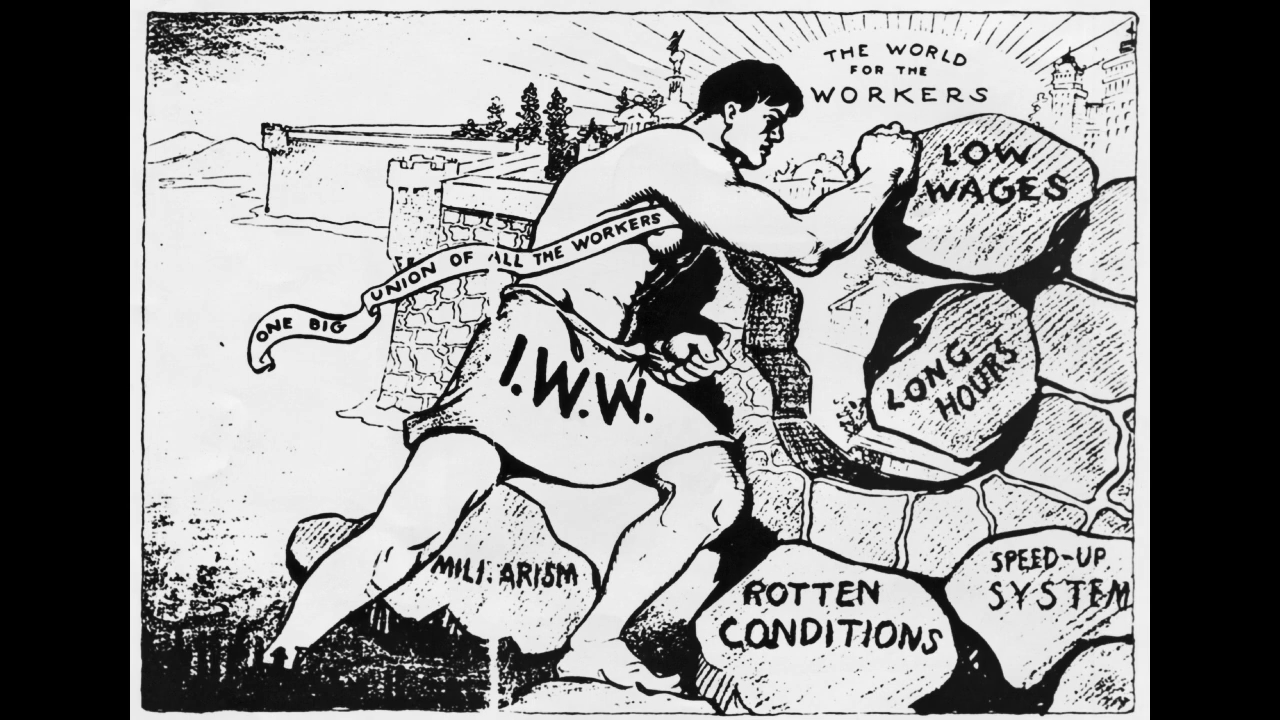 THE WORLD
FOR THE
WORKERS
LOW
WAGES
ONE BIG UNION OF ALL THE WORKERS
LONG
HOURS
I.W.W.
MILITARISM
SPEED-UP
SYSTEM
ROTTEN
CONDITIONS